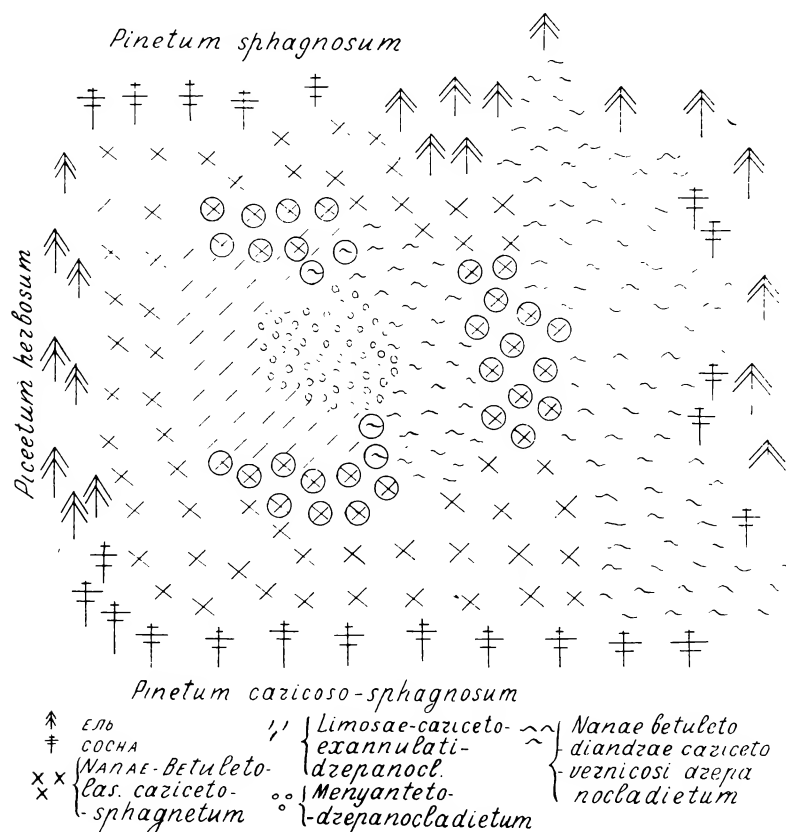 Pinetum sphagnosum
Piceetum herbosum
Pinetum caricoso-sphagnosum
ЕЛЬ
СОСНА
NANAE-BETULETO-
las. cariceto-
-sphagnetum
Limosae-cariceto-
exannulati-
drepanocl.
Menyanteto-
-drepanocladietum
Nanae betuleto
diandrae cariceto
vernicosi drepa
nocladietum